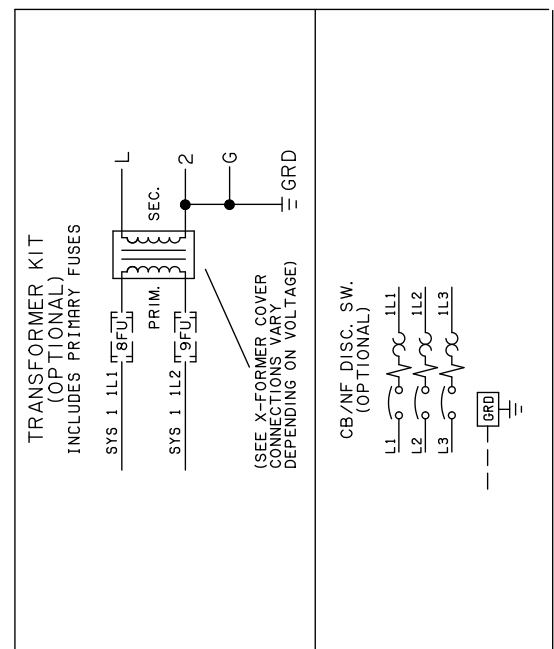 TRANSFORMER KIT
(OPTIONAL)
INCLUDES PRIMARY FUSES
SYS 1 1L1
8FU
PRIM.
SEC.
L
SYS 1 1L2
9FU
2
G
GRD
(SEE X-FORMER COVER
CONNECTIONS VARY
DEPENDING ON VOLTAGE)
CB/NF DISC. SW.
(OPTIONAL)
L1
1L1
L2
1L2
L3
1L3
GRD